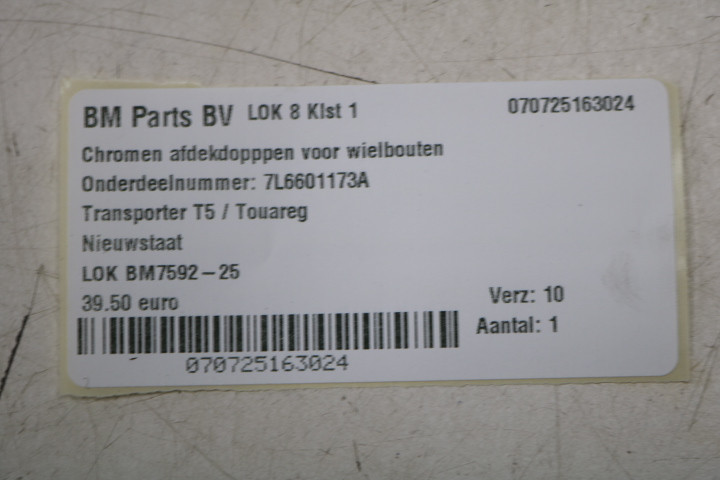 BM Parts BV LOK 8 Klst 1 070725163024
Chromen afdekdopppen voor wielbouten
Onderdeelnummer: 7L6601173A
Transporter T5 / Touareg
Nieuwstaat
LOK BM7592-25
39.50 euro
Verz: 10
Aantal: 1
070725163024